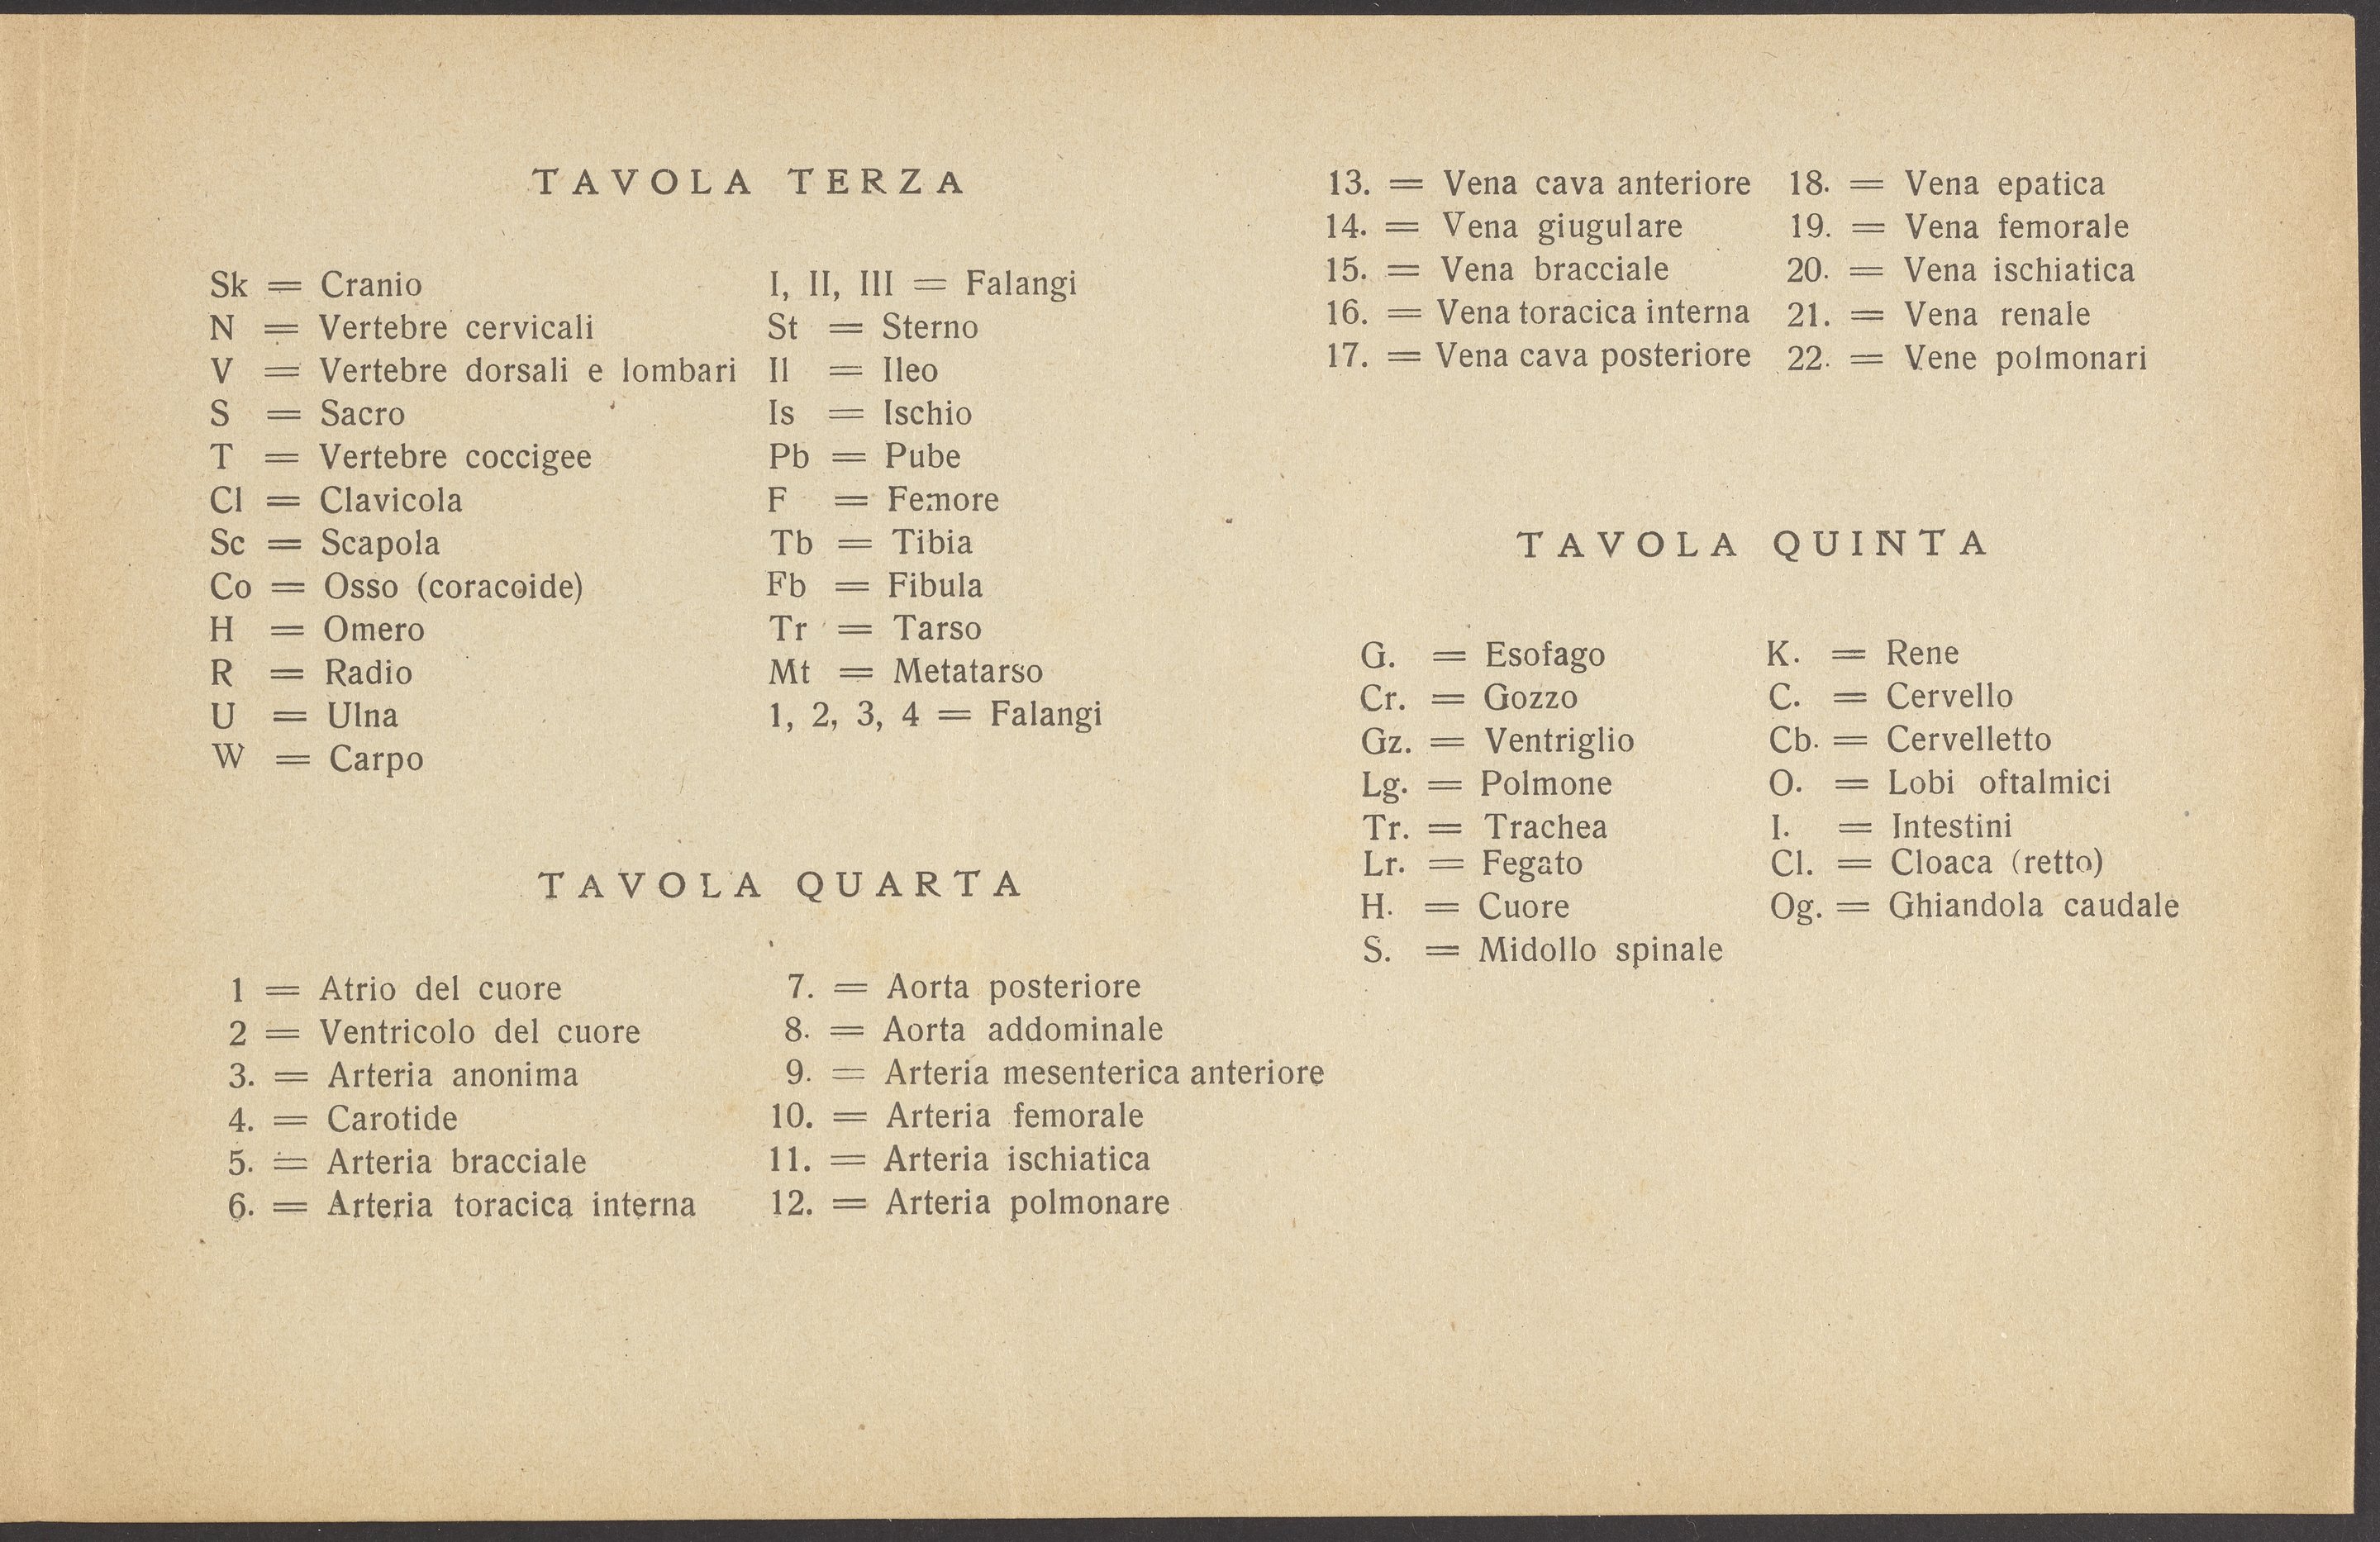 TAVOLA TERZA
Sk = Cranio
N = Vertebre cervicali
V = Vertebre dorsali e lombari
S = Sacro
T = Vertebre coccigee
Cl = Clavicola
Sc = Scapola
Co = Osso (coracoide)
H = Omero
R = Radio
U = Ulna
W = Carpo
I, II, III = Falangi
St = Sterno
Il = Ileo
Is = Ischio
Pb = Pube
F = Femore
Tb = Tibia
Fb = Fibula
Tr = Tarso
Mt = Metatarso
1, 2, 3, 4 = Falangi
TAVOLA QUARTA
1 = Atrio del cuore
2 = Ventricolo del cuore
3. = Arteria anonima
4. = Carotide
5. = Arteria bracciale
6. = Arteria toracica interna
7. = Aorta posteriore
8. = Aorta addominale
9. = Arteria mesenterica anteriore
10. = Arteria femorale
11. = Arteria ischiatica
12. = Arteria polmonare
13. = Vena cava anteriore
14. = Vena giugulare
15. = Vena bracciale
16. = Vena toracica interna
17. = Vena cava posteriore
18. = Vena epatica
19. = Vena femorale
20. = Vena ischiatica
21. = Vena renale
22. = Vene polmonari
TAVOLA QUINTA
G. = Esofago
Cr. = Gozzo
Gz. = Ventriglio
Lg. = Polmone
Tr. = Trachea
Lr. = Fegato
H. = Cuore
S. = Midollo spinale
K. = Rene
C. = Cervello
Cb. = Cervelletto
O. = Lobi oftalmici
I. = Intestini
Cl. = Cloaca (retto)
Og. = Ghiandola caudale